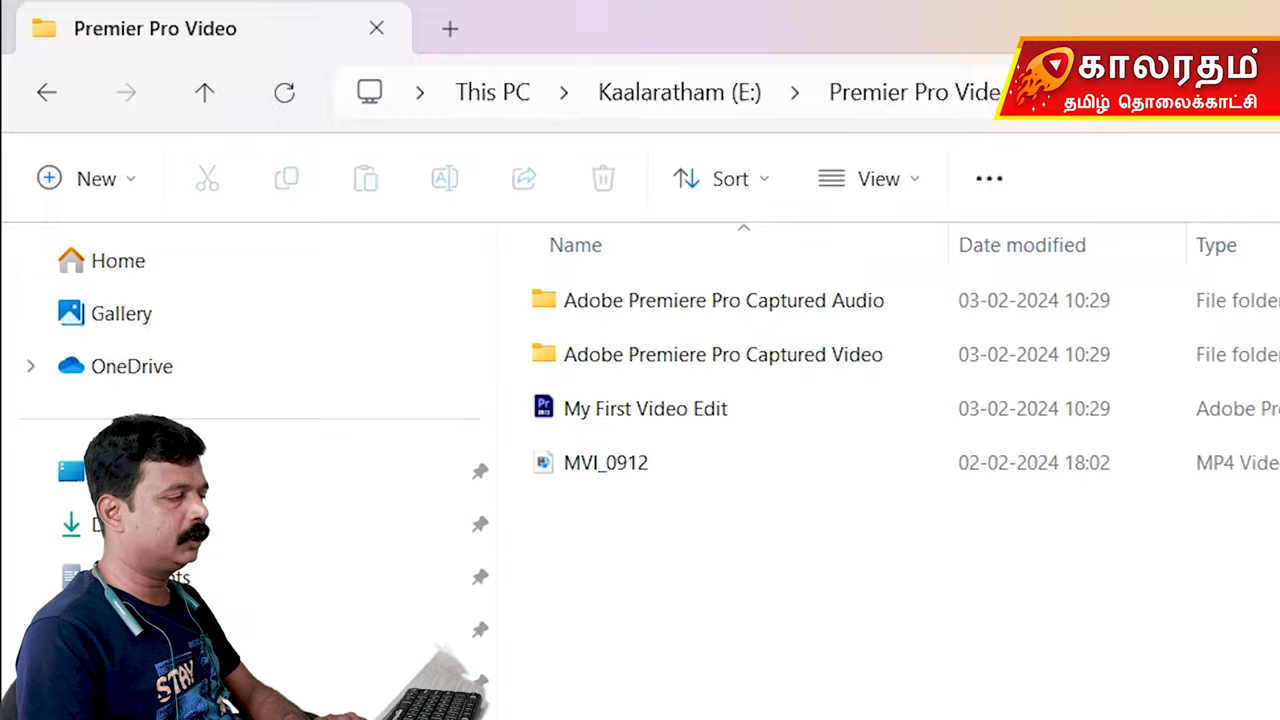 Premier Pro Video
காலரதம்
தமிழ் தொலைக்காட்சி
This PC > Kaalaratham (E:) > Premier Pro Vide
New Sort View
Name Date modified Type
Home
Gallery
OneDrive
Adobe Premiere Pro Captured Audio 03-02-2024 10:29 File folde
Adobe Premiere Pro Captured Video 03-02-2024 10:29 File folde
My First Video Edit 03-02-2024 10:29 Adobe Pr
MVI_0912 02-02-2024 18:02 MP4 Vide
STAY